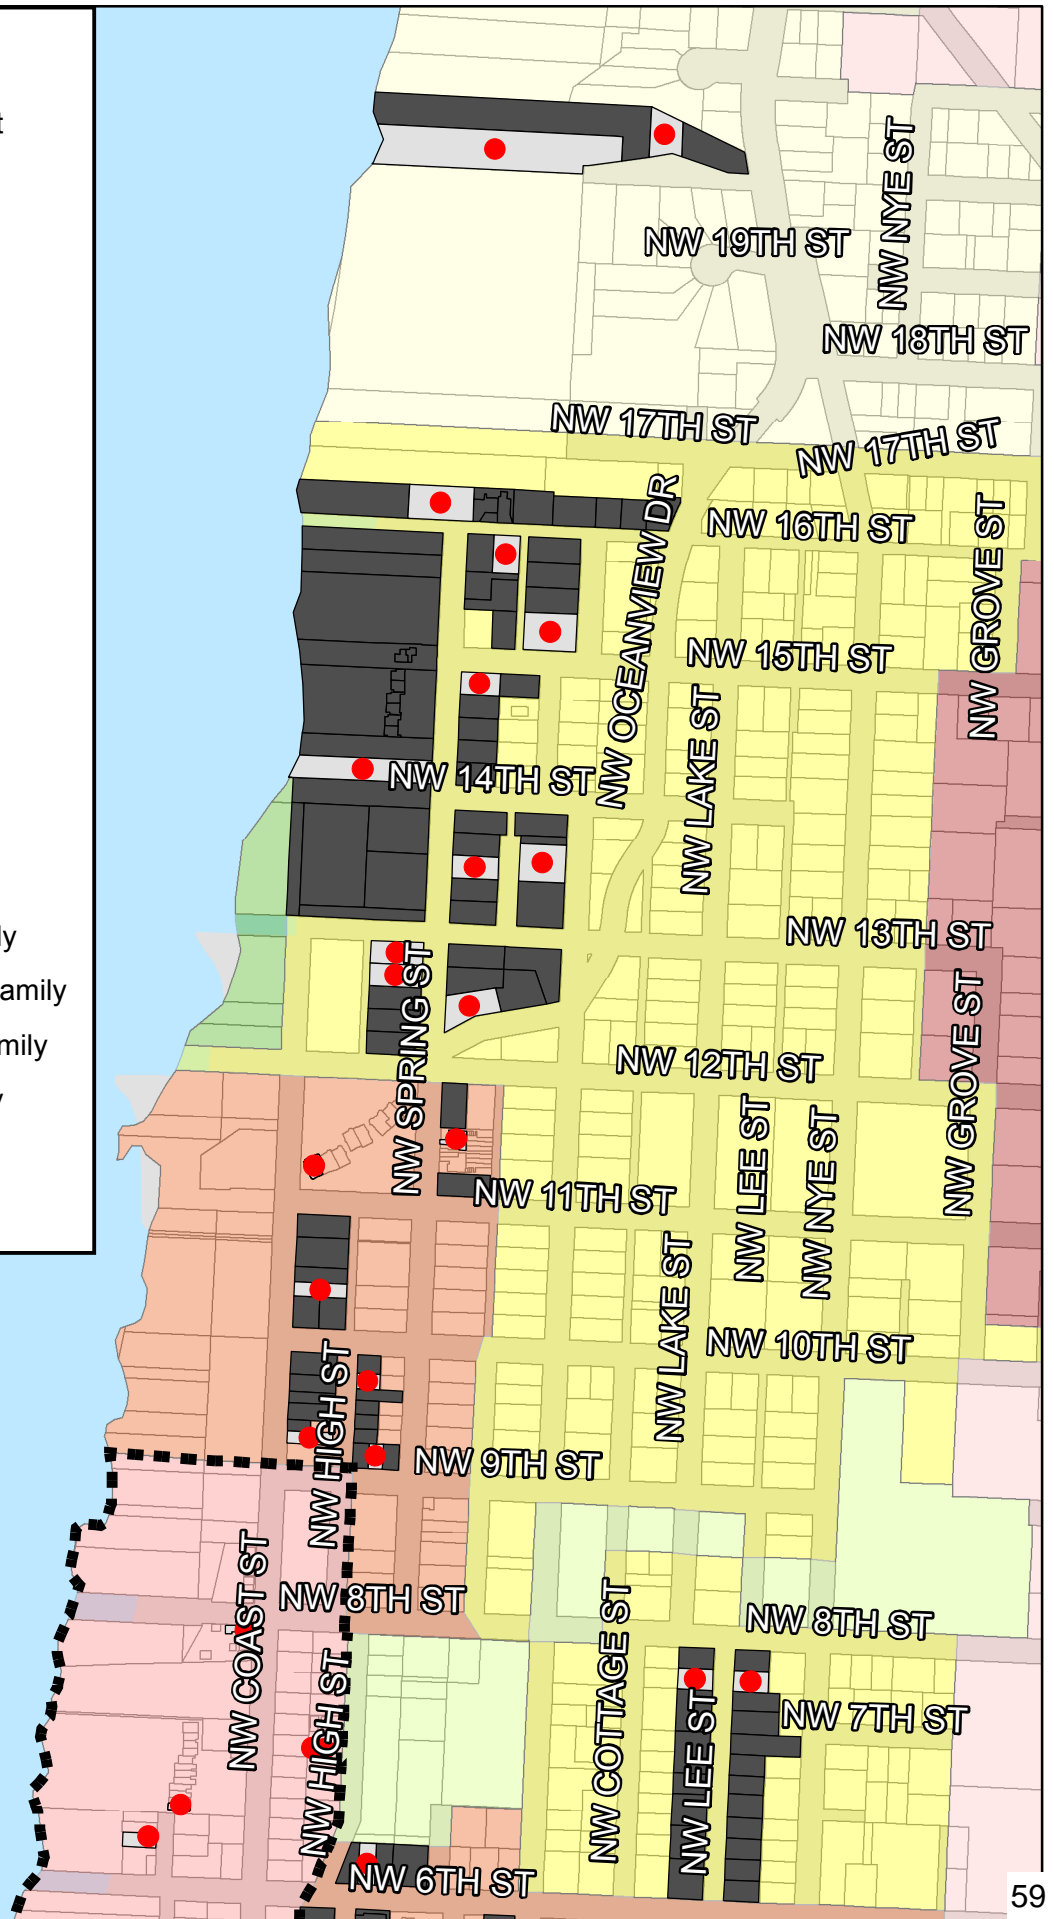 t
NW NYE ST
NW 19TH ST
NW 18TH ST
NW 17TH ST
NW 17TH ST
NW OCEANVIEW DR
NW 16TH ST
NW GROVE ST
NW 15TH ST
NW LAKE ST
NW 14TH ST
ly
NW 13TH ST
NW SPRING ST
amily
NW GROVE ST
mily
NW 12TH ST
y
NW LEE ST
NW NYE ST
NW 11TH ST
NW LAKE ST
NW HIGH ST
NW 10TH ST
NW 9TH ST
NW COAST ST
NW 8TH ST
NW COTTAGE ST
NW 8TH ST
NW HIGH ST
NW LEE ST
NW 7TH ST
NW 6TH ST
59